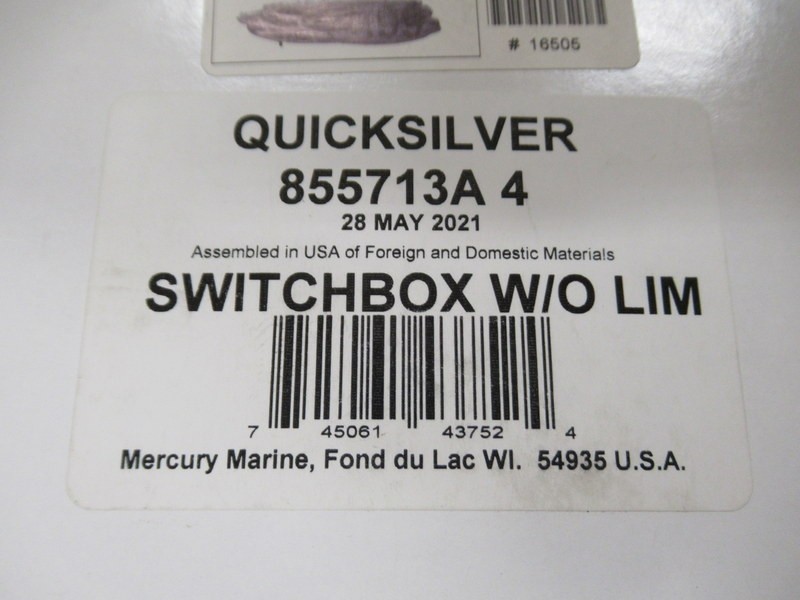 # 16505
QUICKSILVER
855713A 4
28 MAY 2021
Assembled in USA of Foreign and Domestic Materials
SWITCHBOX W/O LIM
7 45061 43752 4
Mercury Marine, Fond du Lac WI. 54935 U.S.A.